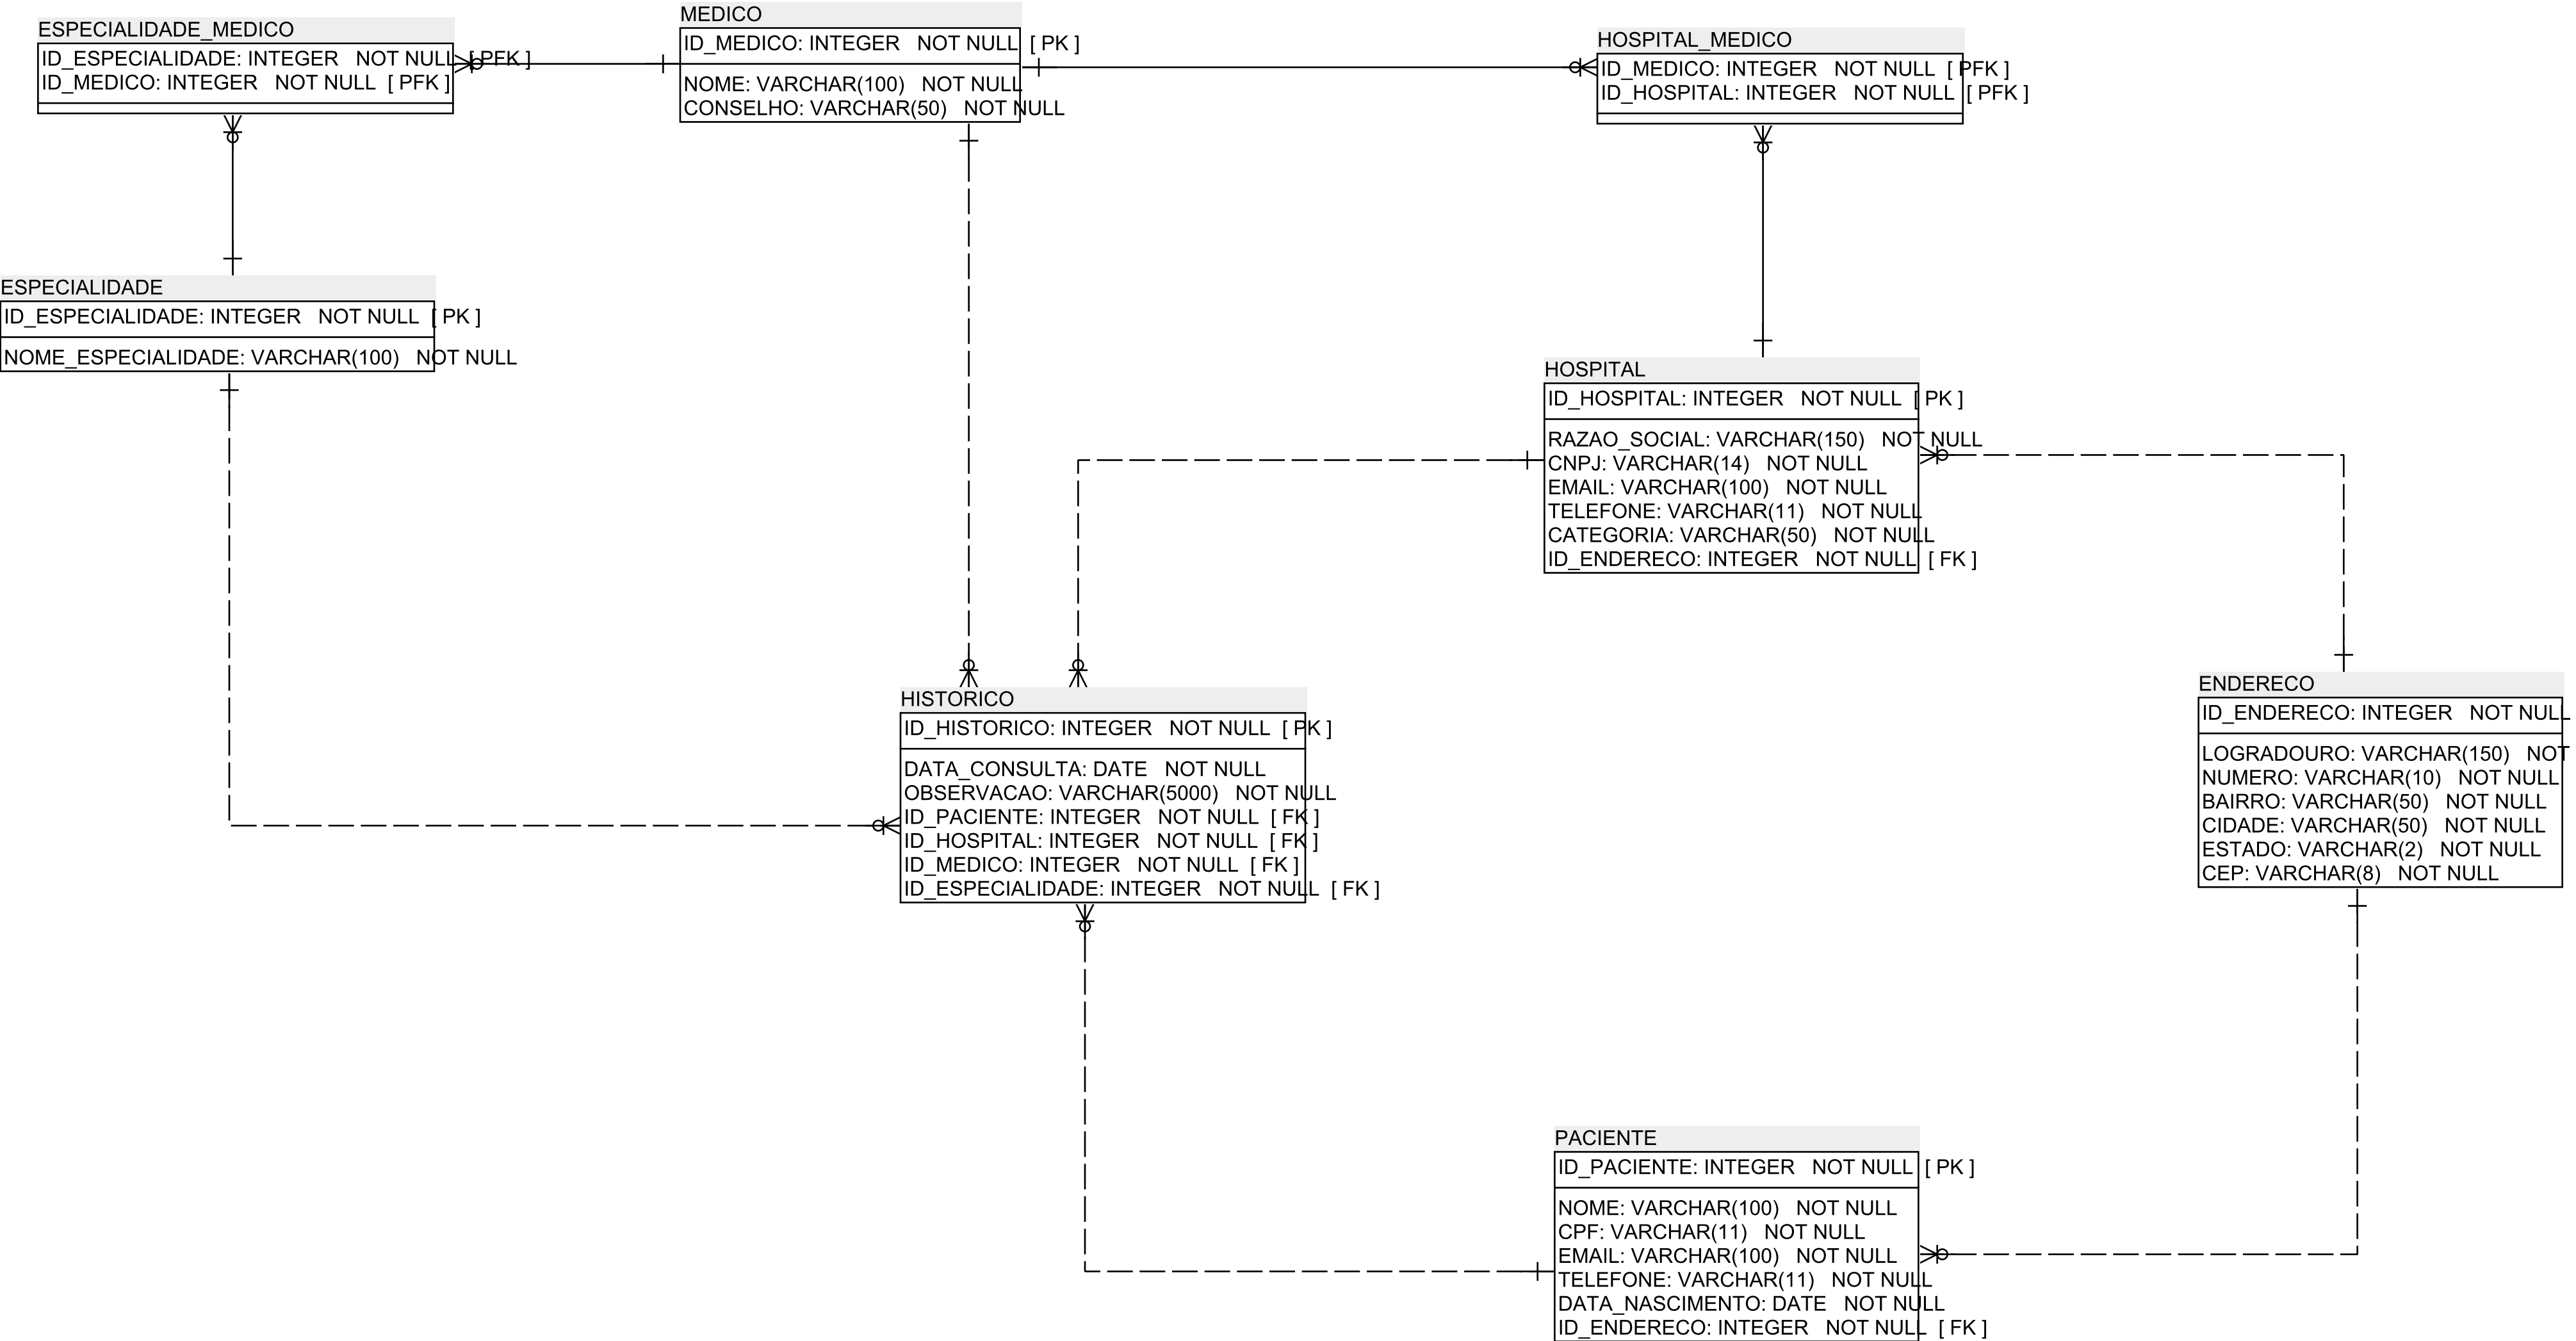 ESPECIALIDADE_MEDICO
ID_ESPECIALIDADE: INTEGER NOT NULL [ PFK ]
ID_MEDICO: INTEGER NOT NULL [ PFK ]
MEDICO
ID_MEDICO: INTEGER NOT NULL [ PK ]
NOME: VARCHAR(100) NOT NULL
CONSELHO: VARCHAR(50) NOT NULL
HOSPITAL_MEDICO
ID_MEDICO: INTEGER NOT NULL [ PFK ]
ID_HOSPITAL: INTEGER NOT NULL [ PFK ]
ESPECIALIDADE
ID_ESPECIALIDADE: INTEGER NOT NULL [ PK ]
NOME_ESPECIALIDADE: VARCHAR(100) NOT NULL
HOSPITAL
ID_HOSPITAL: INTEGER NOT NULL [ PK ]
RAZAO_SOCIAL: VARCHAR(150) NOT NULL
CNPJ: VARCHAR(14) NOT NULL
EMAIL: VARCHAR(100) NOT NULL
TELEFONE: VARCHAR(11) NOT NULL
CATEGORIA: VARCHAR(50) NOT NULL
ID_ENDERECO: INTEGER NOT NULL [ FK ]
HISTORICO
ID_HISTORICO: INTEGER NOT NULL [ PK ]
DATA_CONSULTA: DATE NOT NULL
OBSERVACAO: VARCHAR(5000) NOT NULL
ID_PACIENTE: INTEGER NOT NULL [ FK ]
ID_HOSPITAL: INTEGER NOT NULL [ FK ]
ID_MEDICO: INTEGER NOT NULL [ FK ]
ID_ESPECIALIDADE: INTEGER NOT NULL [ FK ]
ENDERECO
ID_ENDERECO: INTEGER NOT NULL
LOGRADOURO: VARCHAR(150) NOT
NUMERO: VARCHAR(10) NOT NULL
BAIRRO: VARCHAR(50) NOT NULL
CIDADE: VARCHAR(50) NOT NULL
ESTADO: VARCHAR(2) NOT NULL
CEP: VARCHAR(8) NOT NULL
PACIENTE
ID_PACIENTE: INTEGER NOT NULL [ PK ]
NOME: VARCHAR(100) NOT NULL
CPF: VARCHAR(11) NOT NULL
EMAIL: VARCHAR(100) NOT NULL
TELEFONE: VARCHAR(11) NOT NULL
DATA_NASCIMENTO: DATE NOT NULL
ID_ENDERECO: INTEGER NOT NULL [ FK ]